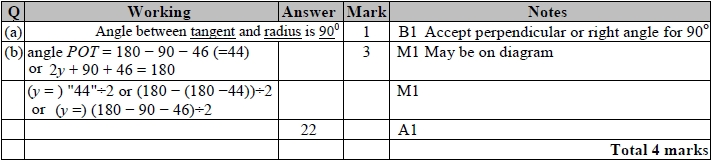 Q Working Answer Mark Notes
(a) Angle between tangent and radius is 90⁰ 1 B1 Accept perpendicular or right angle for 90°
(b) angle POT = 180 − 90 − 46 (=44) 3 M1 May be on diagram
or 2y + 90 + 46 = 180
(y = ) "44"÷2 or (180 − (180 −44))÷2 M1
or (y =) (180 − 90 − 46)÷2
22 A1
Total 4 marks